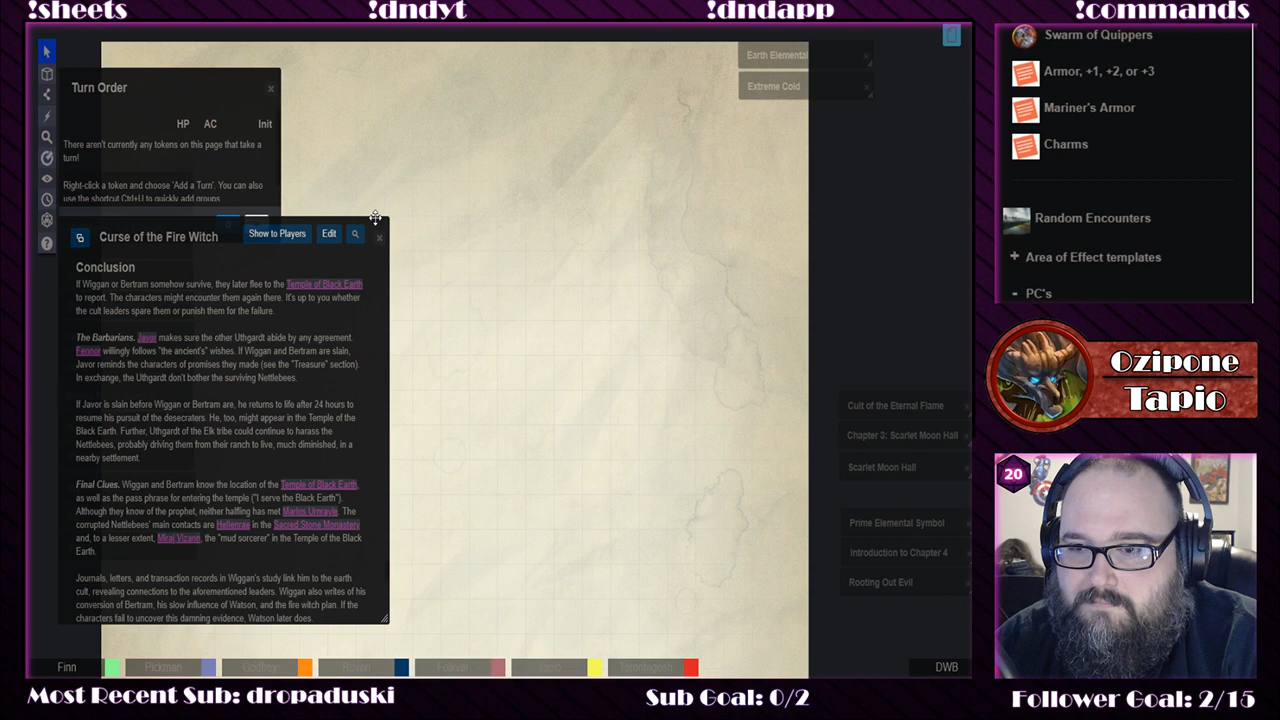 !sheets !dndyt !dndapp !commands
Turn Order
HP AC Init
There aren't currently any tokens on this page that take a
turn!
Right-click a token and choose 'Add a Turn'. You can also
use the shortcut Ctrl+U to quickly add groups
Curse of the Fire Witch
Show to Players Edit
Conclusion
If Wiggan or Bertram somehow survive, they later flee to the Temple of Black Earth
to report. The characters might encounter them again there. It's up to you whether
the cult leaders spare them or punish them for the failure.
The Barbarians. Javor makes sure the other Uthgardt abide by any agreement.
Fennor willingly follows "the ancient's" wishes. If Wiggan and Bertram are slain,
Javor reminds the characters of promises they made (see the "Treasure" section).
In exchange, the Uthgardt don't bother the surviving Nettlebees.
If Javor is slain before Wiggan or Bertram are, he returns to life after 24 hours to
resume his pursuit of the desecraters. He, too, might appear in the Temple of the
Black Earth. Further, Uthgardt of the Elk tribe could continue to harass the
Nettlebees, probably driving them from their ranch to live, much diminished, in a
nearby settlement.
Final Clues. Wiggan and Bertram know the location of the Temple of Black Earth,
as well as the pass phrase for entering the temple ("I serve the Black Earth").
Although they know of the prophet, neither halfling has met Marlos Urnrayle. The
corrupted Nettlebees' main contacts are Hellenrae in the Sacred Stone Monastery
and, to a lesser extent, Miraj Vizann, the "mud sorcerer" in the Temple of the Black
Earth.
Journals, letters, and transaction records in Wiggan's study link him to the earth
cult, revealing connections to the aforementioned leaders. Wiggan also writes of his
conversion of Bertram, his slow influence of Watson, and the fire witch plan. If the
characters fail to uncover this damning evidence, Watson later does.
Earth Elemental
Extreme Cold
Cult of the Eternal Flame
Chapter 3: Scarlet Moon Hall
Scarlet Moon Hall
Prime Elemental Symbol
Introduction to Chapter 4
Rooting Out Evil
Swarm of Quippers
Armor, +1, +2, or +3
Mariner's Armor
Charms
Random Encounters
+ Area of Effect templates
- PC's
Ozipone
Tapio
20
Finn Pickman Godfrey Folkvar DWB
Most Recent Sub: dropaduski Sub Goal: 0/2 Follower Goal: 2/15